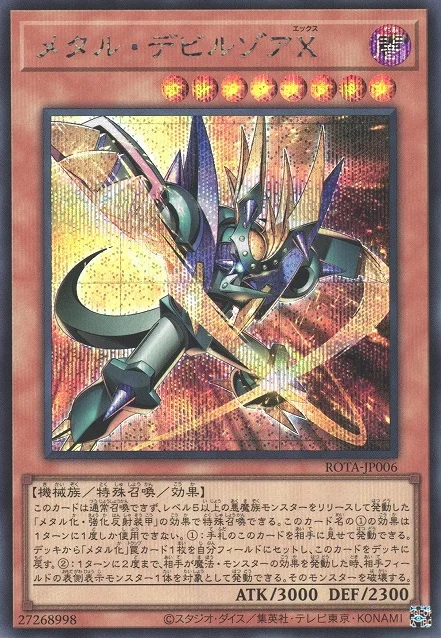 メタル・デビルゾアX
エックス
闇
ROTA-JP006
【機械族/特殊召喚/効果】
このカードは通常召喚できず、レベル5以上の悪魔族モンスターをリリースして発動した
「メタル化・強化反射装甲」の効果で特殊召喚できる。このカード名の①の効果は
1ターンに1度しか使用できない。①:手札のこのカードを相手に見せて発動できる。
デッキから「メタル化」罠カード1枚を自分フィールドにセットし、このカードをデッキに
戻す。②:1ターンに2度まで、相手が魔法・モンスターの効果を発動した時、相手フィー
ルドの表側表示モンスター1体を対象として発動できる。そのモンスターを破壊する。
ATK/3000 DEF/2300
27268998
©スタジオ・ダイス/集英社・テレビ東京・KONAMI